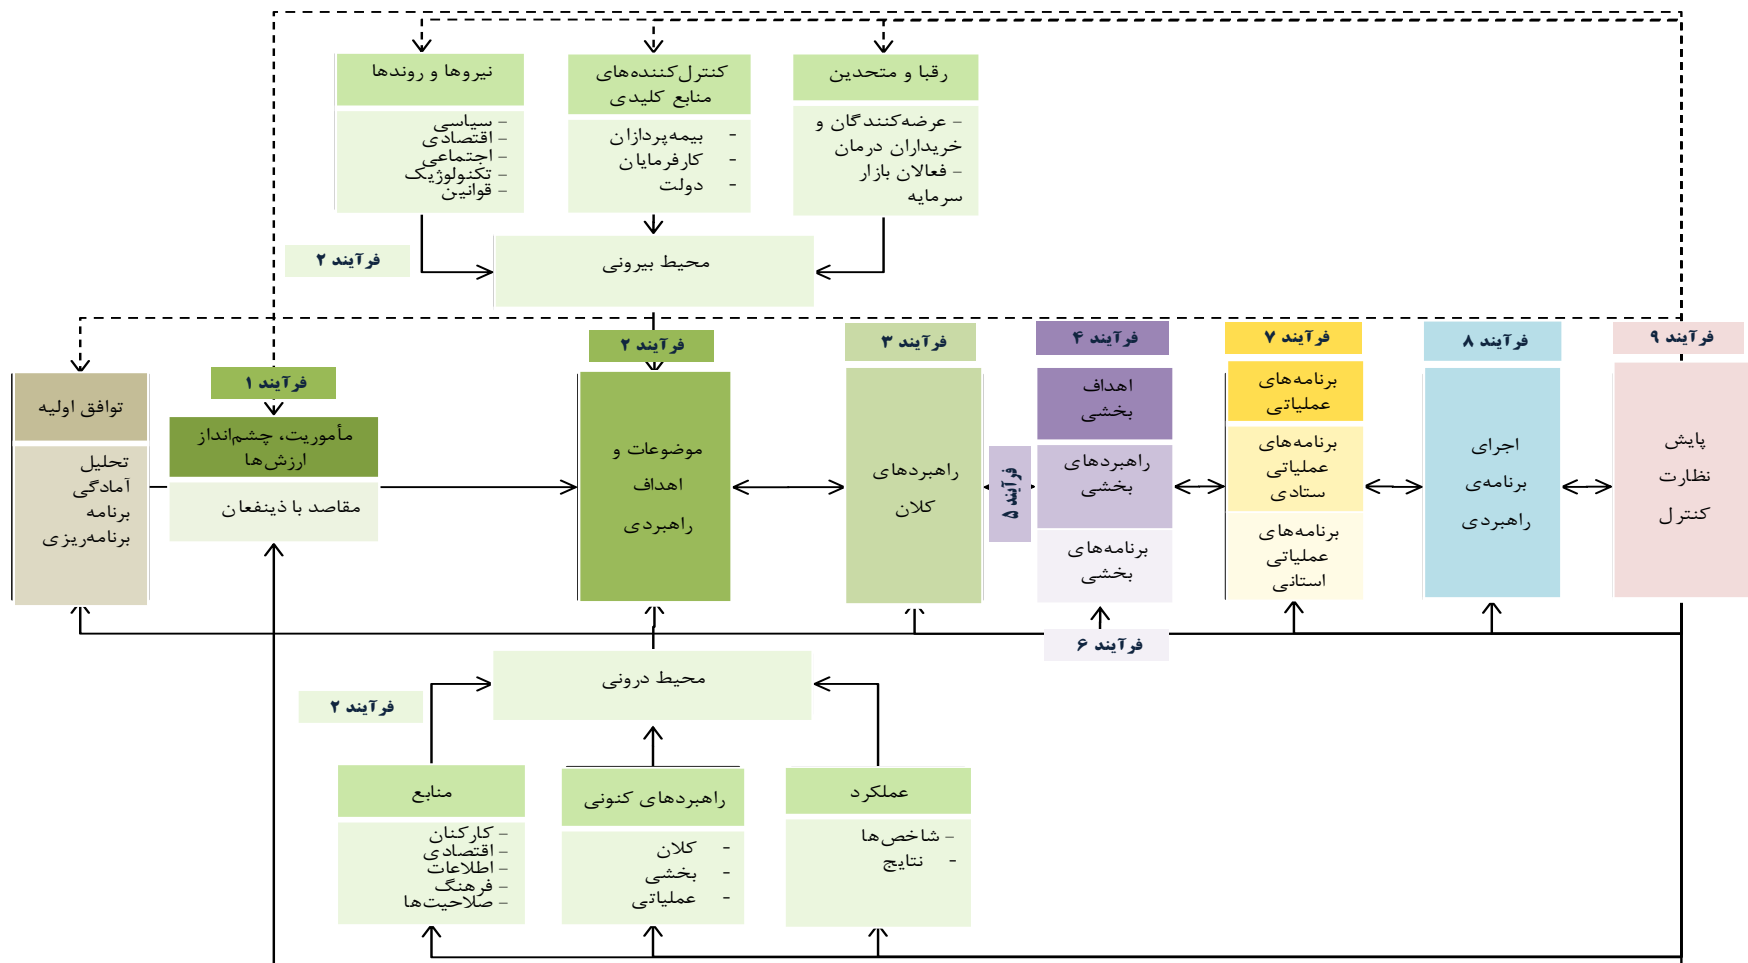 نیروها و روندها
– سیاسی
– اقتصادی
– اجتماعی
– تکنولوژیک
– قوانین
کنترل‌کننده‌های
منابع کلیدی
- بیمه‌پردازان
- کارفرمایان
- دولت
رقبا و متحدین
– عرضه‌کنندگان و
خریداران درمان
– فعالان بازار
سرمایه
فرآیند ۲
محیط بیرونی
توافق اولیه
تحلیل
آمادگی
برنامه
برنامه‌ریزی
فرآیند ۱
مأموریت، چشم‌انداز
ارزش‌ها
مقاصد با ذینفعان
فرآیند ۲
موضوعات و
اهداف
راهبردی
فرآیند ۳
راهبردهای
کلان
فرآیند ۵
فرآیند ۴
اهداف
بخشی
راهبردهای
بخشی
برنامه‌های
بخشی
فرآیند ۶
فرآیند ۷
برنامه‌های
عملیاتی
برنامه‌های
عملیاتی
ستادی
برنامه‌های
عملیاتی
استانی
فرآیند ۸
اجرای
برنامه‌ی
راهبردی
فرآیند ۹
پایش
نظارت
کنترل
محیط درونی
فرآیند ۲
منابع
– کارکنان
– اقتصادی
– اطلاعات
– فرهنگ
– صلاحیت‌ها
راهبردهای کنونی
- کلان
- بخشی
- عملیاتی
عملکرد
– شاخص‌ها
- نتایج